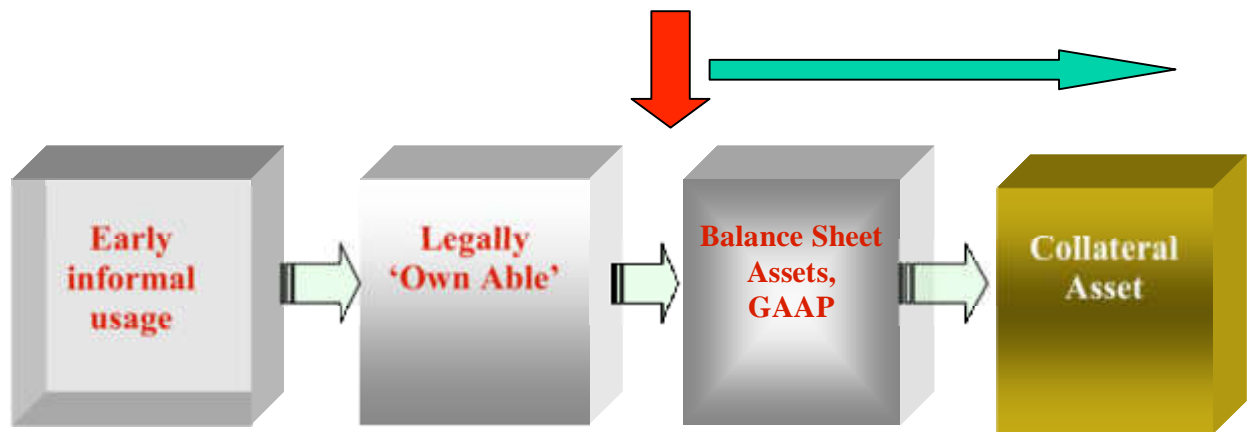 Early
informal
usage
Legally
‘Own Able’
Balance Sheet
Assets,
GAAP
Collateral
Asset